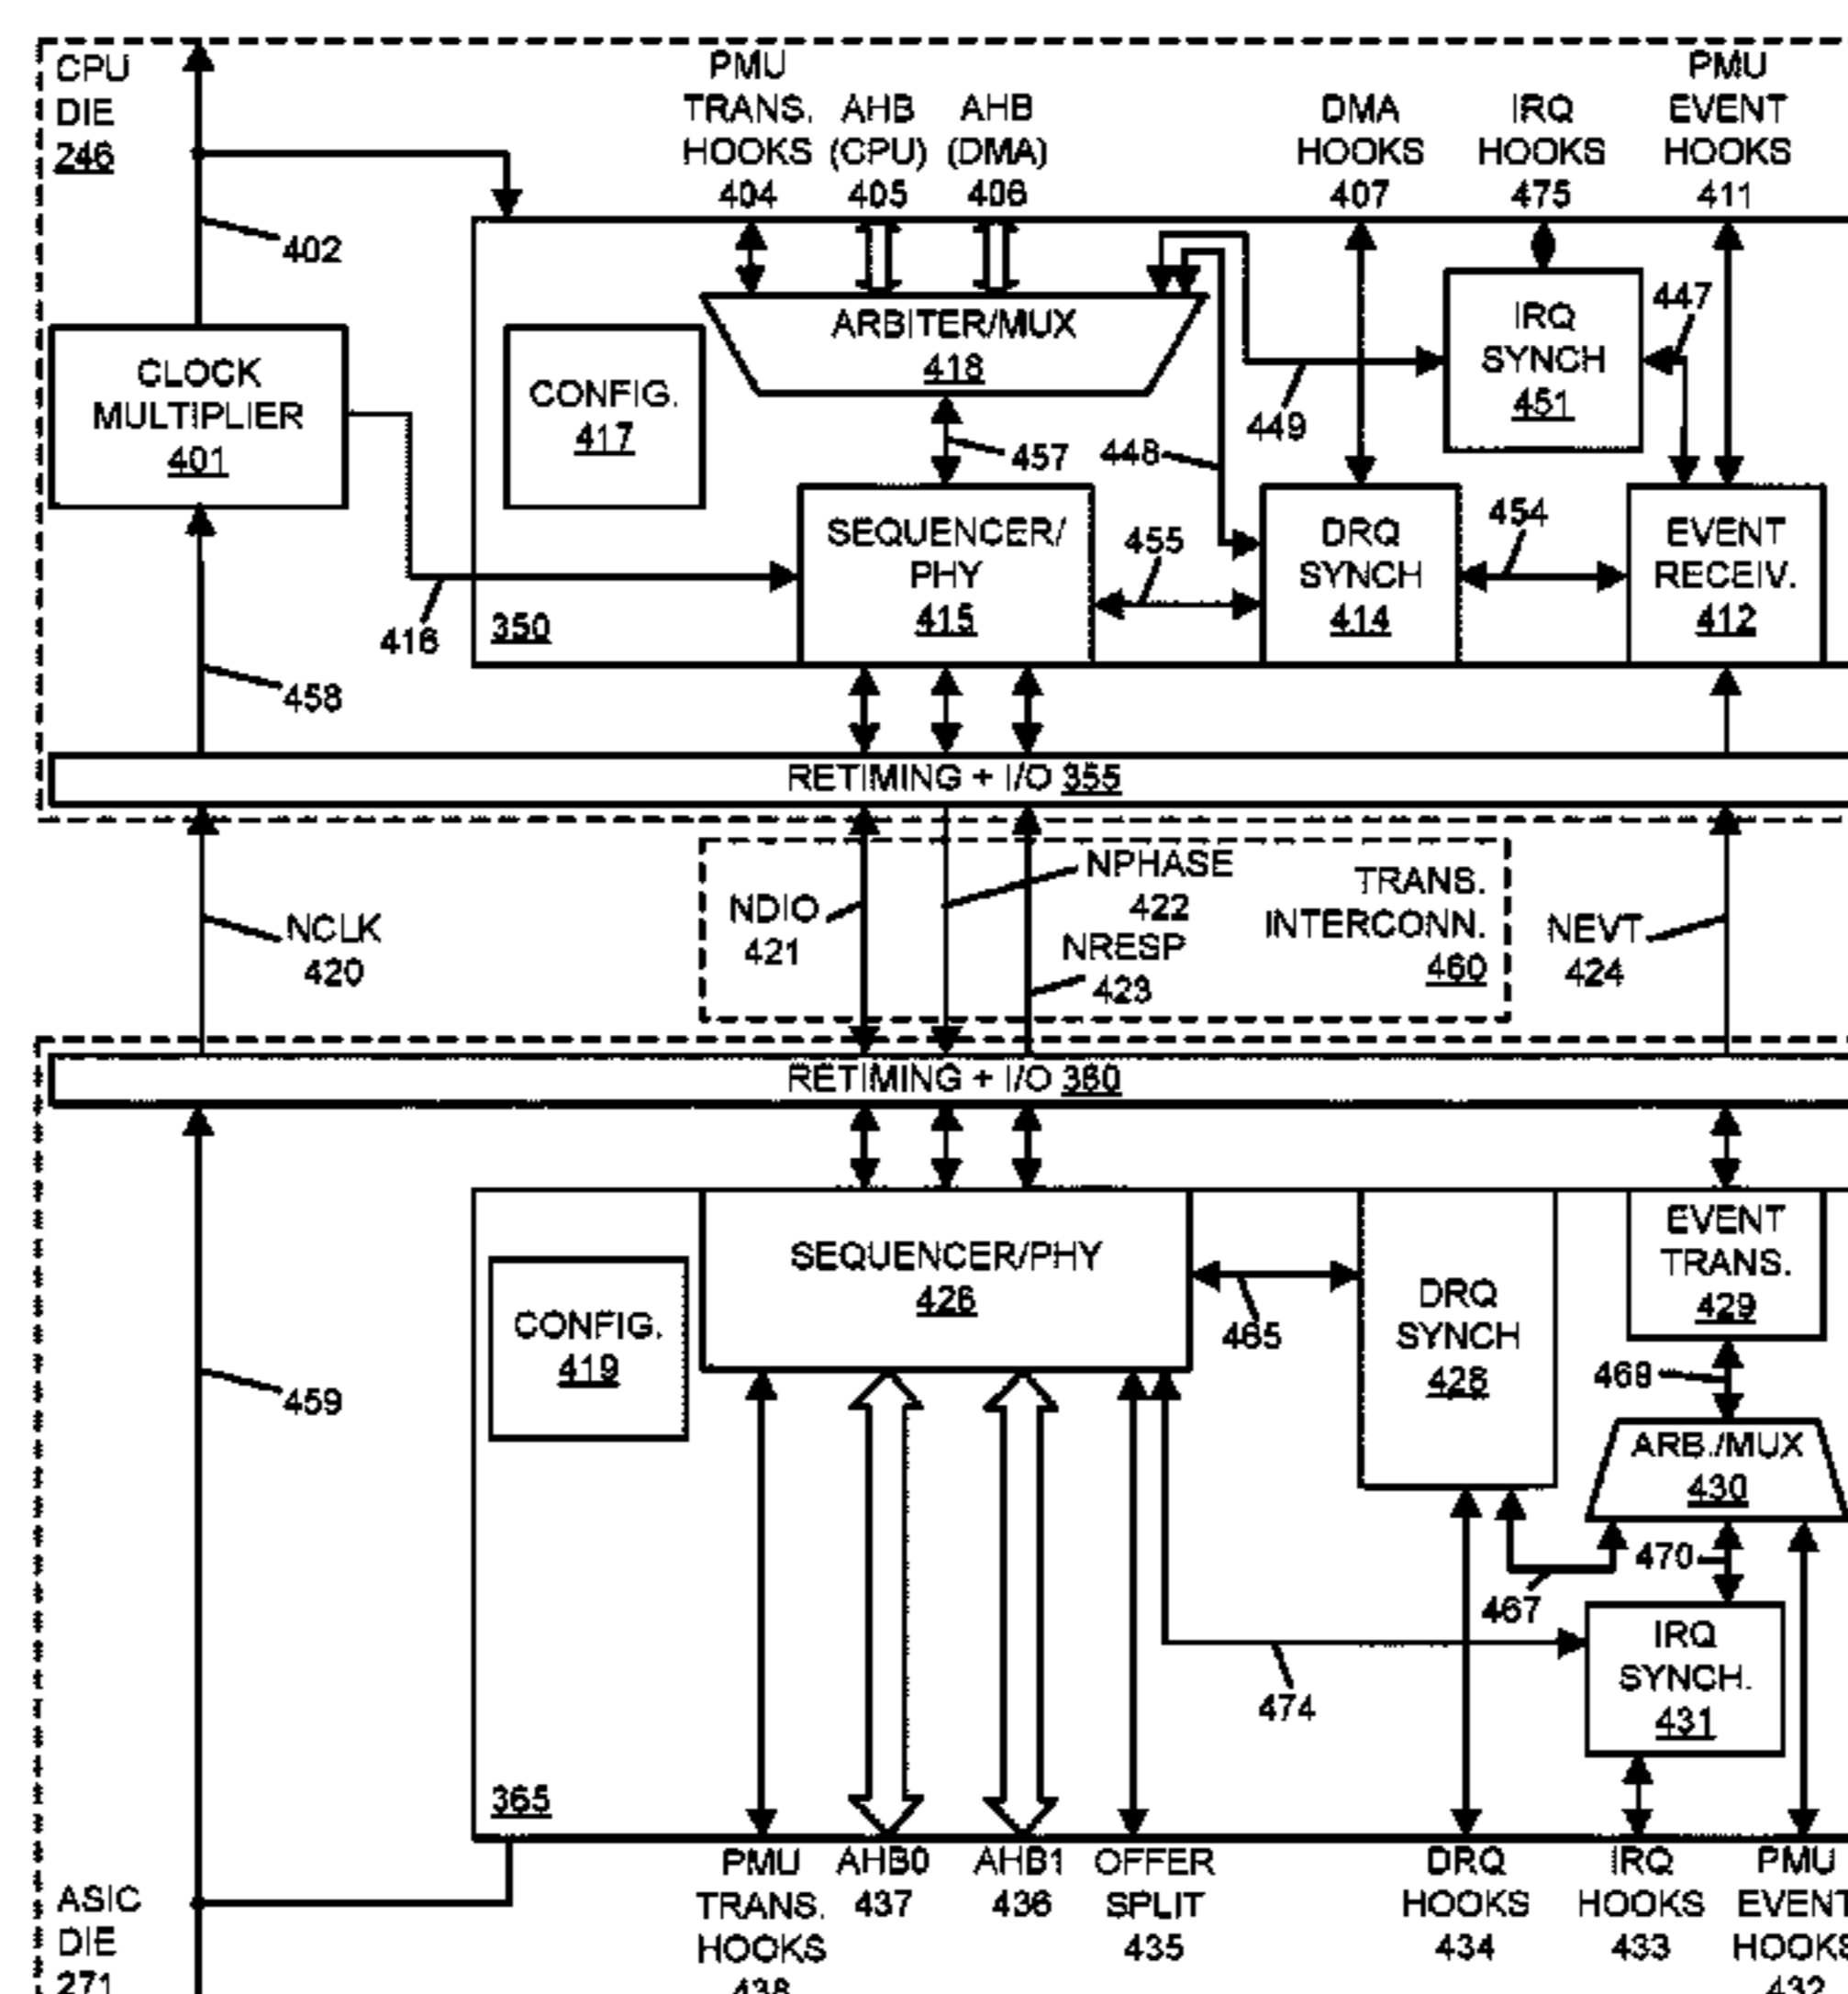 CPU
DIE
246
PMU
TRANS.
HOOKS
404
AHB
(CPU)
405
AHB
(DMA)
406
DMA
HOOKS
407
IRQ
HOOKS
475
PMU
EVENT
HOOKS
411
402
CLOCK
MULTIPLIER
401
CONFIG.
417
ARBITER/MUX
418
IRQ
SYNCH
451
447
449
448
457
SEQUENCER/
PHY
415
455
DRQ
SYNCH
414
454
EVENT
RECEIV.
412
416
350
458
RETIMING + I/O 355
NCLK
420
NDIO
421
NPHASE
422
NRESP
423
TRANS.
INTERCONN.
460
NEVT
424
RETIMING + I/O 360
459
CONFIG.
419
SEQUENCER/PHY
426
465
DRQ
SYNCH
428
EVENT
TRANS.
429
469
ARB./MUX
430
470
467
IRQ
SYNCH.
431
474
365
ASIC
DIE
271
PMU
TRANS.
HOOKS
438
AHB0
437
AHB1
436
OFFER
SPLIT
435
DRQ
HOOKS
434
IRQ
HOOKS
433
PMU
EVENT
HOOKS
432